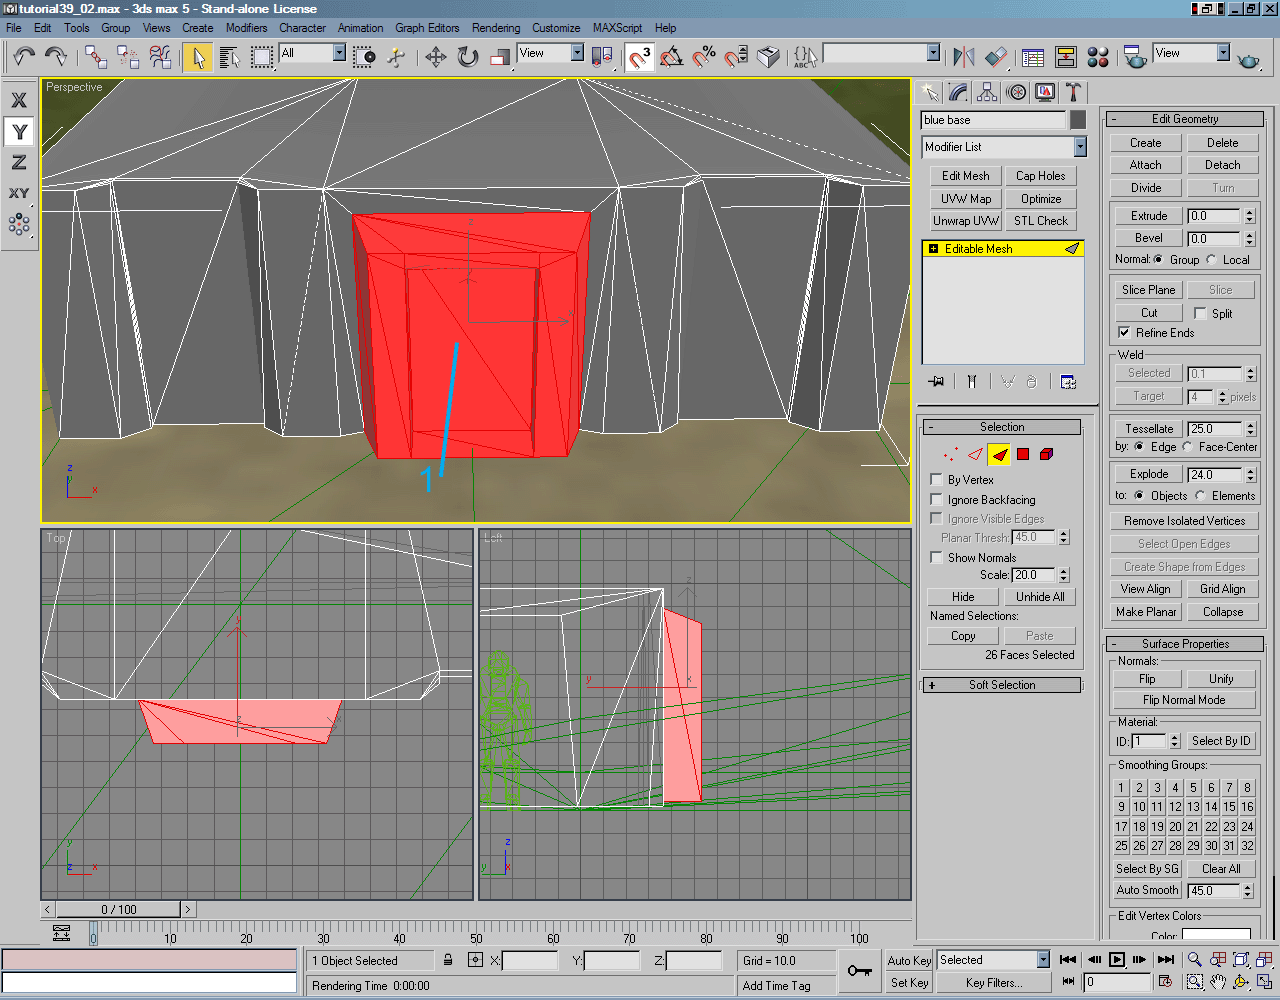 tutorial39_02.max - 3ds max 5 - Stand-alone License
File Edit Tools Group Views Create Modifiers Character Animation Graph Editors Rendering Customize MAXScript Help
All View View
X
Y
Z
XY
Perspective
z
x
z
y
x
1
Top
Left
blue base
Modifier List
Edit Mesh Cap Holes
UVW Map Optimize
Unwrap UVW STL Check
Editable Mesh
- Selection
By Vertex
Ignore Backfacing
Ignore Visible Edges
Planar Thresh: 45.0
Show Normals
Scale: 20.0
Hide Unhide All
Named Selections:
Copy Paste
26 Faces Selected
+ Soft Selection
- Edit Geometry
Create Delete
Attach Detach
Divide Turn
Extrude 0.0
Bevel 0.0
Normal: Group Local
Slice Plane Slice
Cut Split
Refine Ends
Weld
Selected 0.1
Target 4 pixels
Tessellate 25.0
by: Edge Face-Center
Explode 24.0
to: Objects Elements
Remove Isolated Vertices
Select Open Edges
Create Shape from Edges
View Align Grid Align
Make Planar Collapse
- Surface Properties
Normals:
Flip Unify
Flip Normal Mode
Material:
ID: 1 Select By ID
Smoothing Groups:
1 2 3 4 5 6 7 8
9 10 11 12 13 14 15 16
17 18 19 20 21 22 23 24
25 26 27 28 29 30 31 32
Select By SG Clear All
Auto Smooth 45.0
Edit Vertex Colors
Color:
< 0 / 100 >
0 10 20 30 40 50 60 70 80 90 100
1 Object Selected X: Y: Z: Grid = 10.0 Auto Key Selected
Rendering Time 0:00:00 Add Time Tag Set Key Key Filters... 0